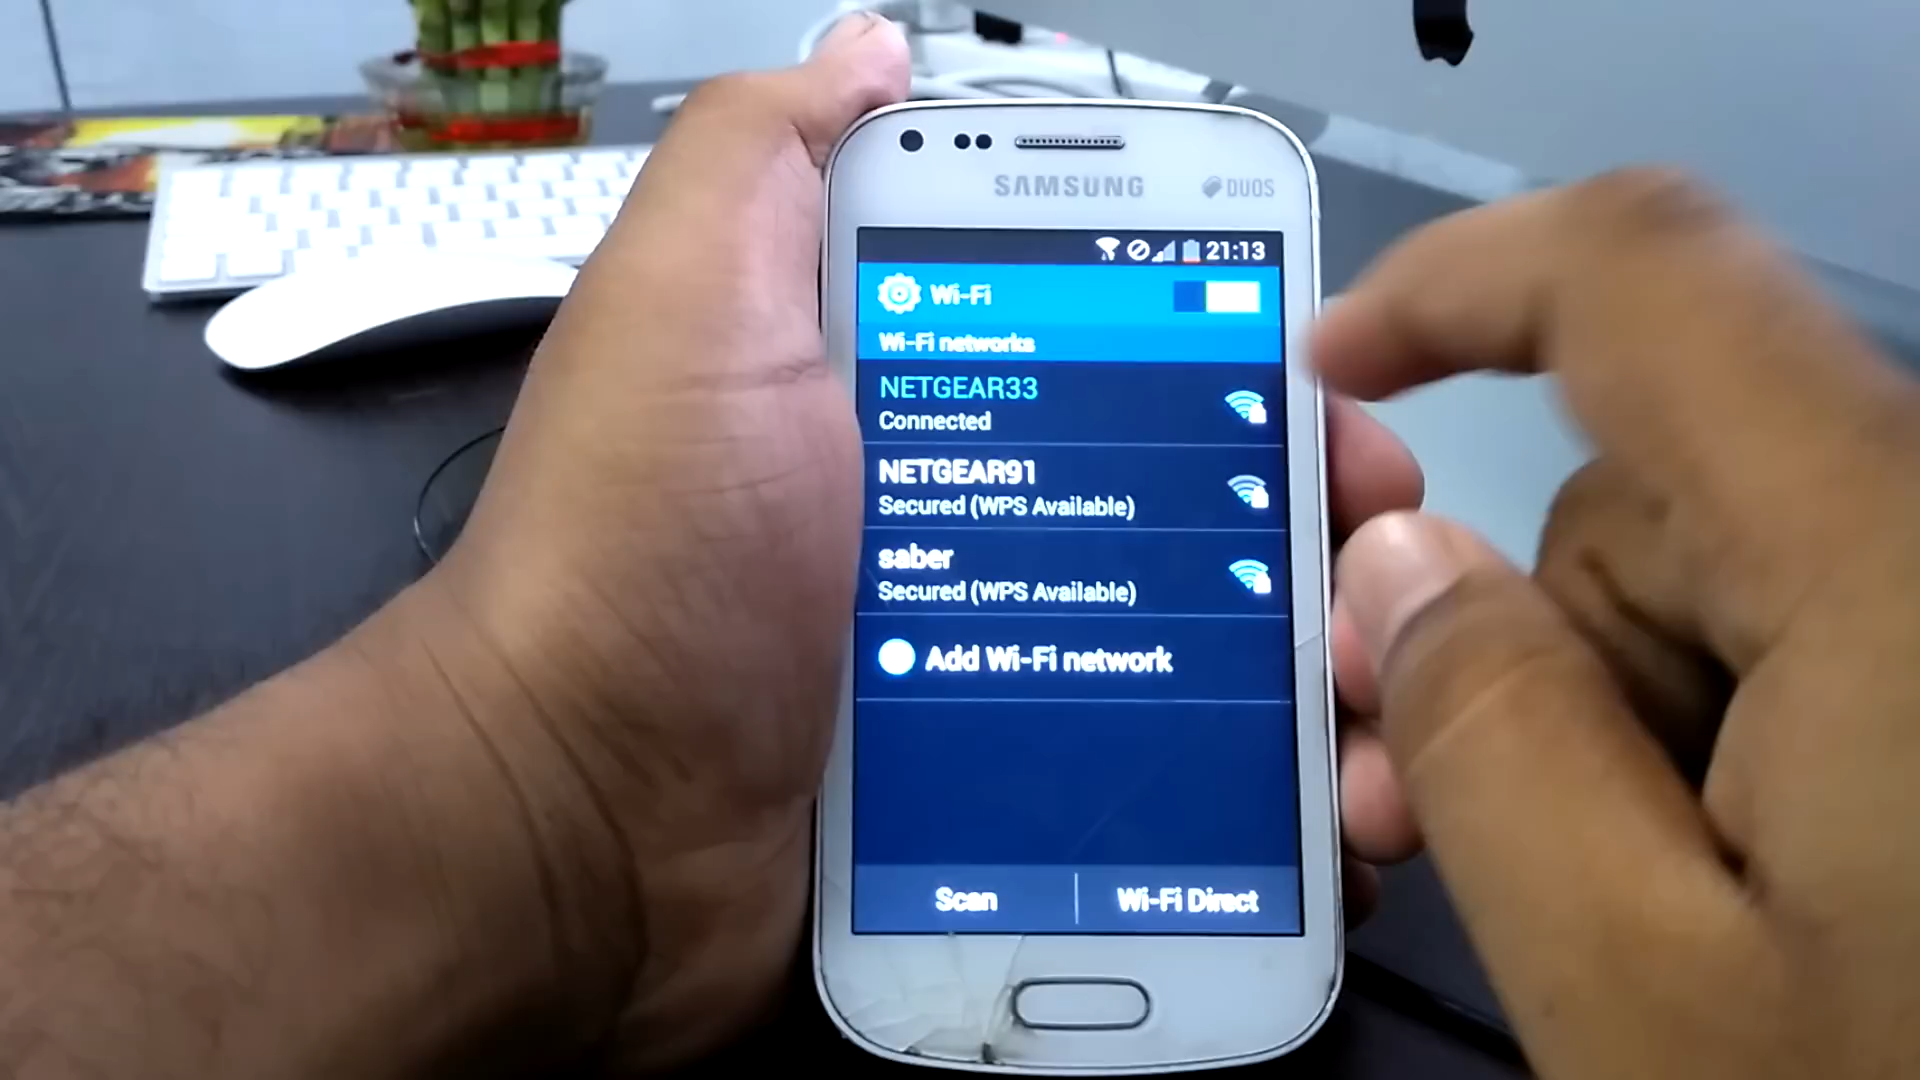 SAMSUNG
DUOS
21:13
Wi-Fi
Wi-Fi networks
NETGEAR33
Connected
NETGEAR91
Secured (WPS Available)
saber
Secured (WPS Available)
Add Wi-Fi network
Scan
Wi-Fi Direct